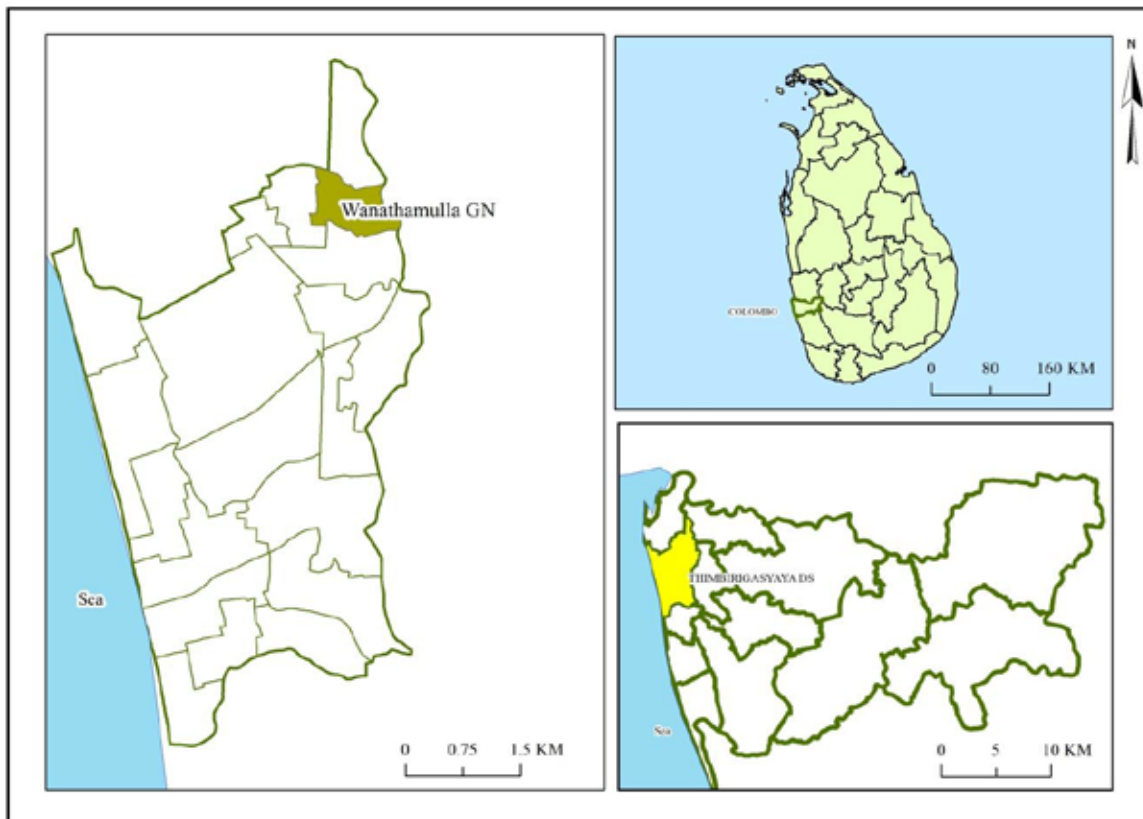 Wanathamulla GN
Sea
0 0.75 1.5 KM
N
COLOMBO
0 80 160 KM
THIMBIRIGASYAYA DS
Sea
0 5 10 KM